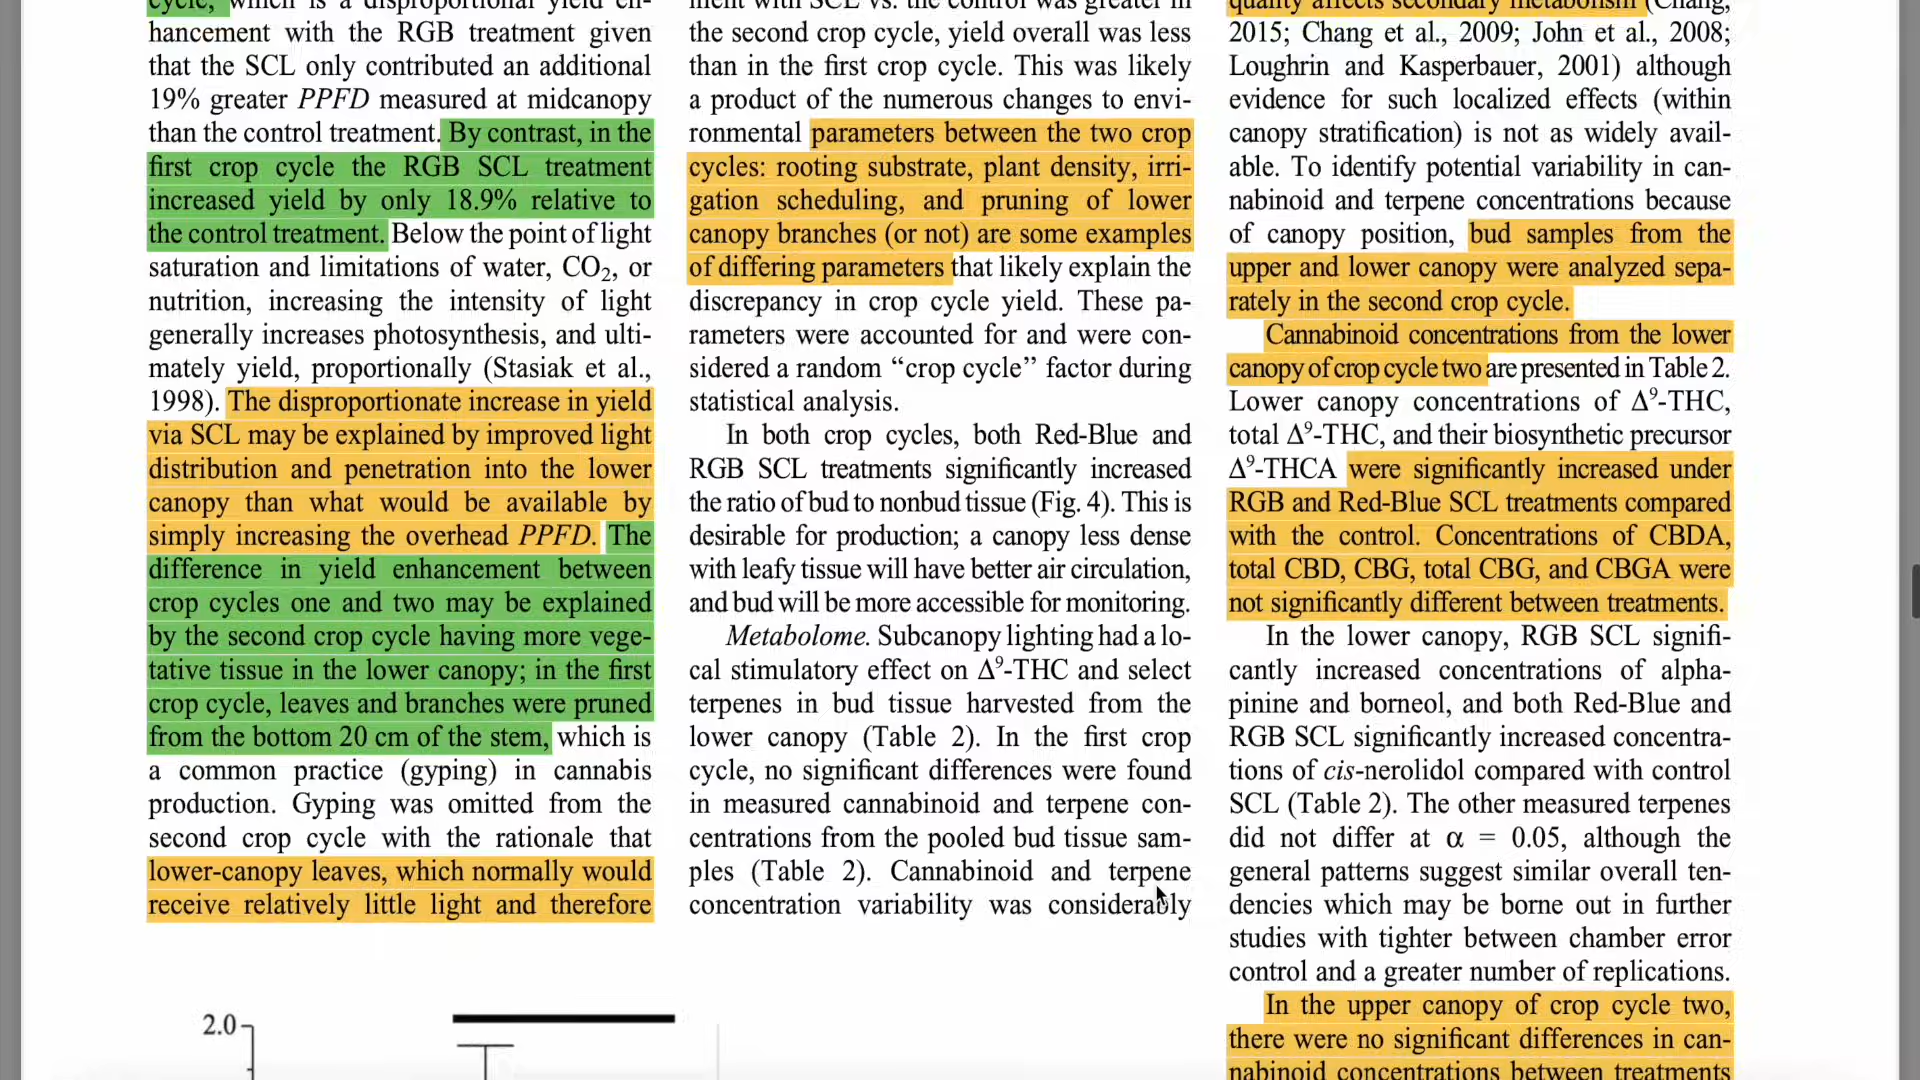 cycle, which is a disproportional yield en-
hancement with the RGB treatment given
that the SCL only contributed an additional
19% greater PPFD measured at midcanopy
than the control treatment. By contrast, in the
first crop cycle the RGB SCL treatment
increased yield by only 18.9% relative to
the control treatment. Below the point of light
saturation and limitations of water, CO₂, or
nutrition, increasing the intensity of light
generally increases photosynthesis, and ulti-
mately yield, proportionally (Stasiak et al.,
1998). The disproportionate increase in yield
via SCL may be explained by improved light
distribution and penetration into the lower
canopy than what would be available by
simply increasing the overhead PPFD. The
difference in yield enhancement between
crop cycles one and two may be explained
by the second crop cycle having more vege-
tative tissue in the lower canopy; in the first
crop cycle, leaves and branches were pruned
from the bottom 20 cm of the stem, which is
a common practice (gyping) in cannabis
production. Gyping was omitted from the
second crop cycle with the rationale that
lower-canopy leaves, which normally would
receive relatively little light and therefore
2.0
ment with SCL vs. the control was greater in
the second crop cycle, yield overall was less
than in the first crop cycle. This was likely
a product of the numerous changes to envi-
ronmental parameters between the two crop
cycles: rooting substrate, plant density, irri-
gation scheduling, and pruning of lower
canopy branches (or not) are some examples
of differing parameters that likely explain the
discrepancy in crop cycle yield. These pa-
rameters were accounted for and were con-
sidered a random “crop cycle” factor during
statistical analysis.
In both crop cycles, both Red-Blue and
RGB SCL treatments significantly increased
the ratio of bud to nonbud tissue (Fig. 4). This is
desirable for production; a canopy less dense
with leafy tissue will have better air circulation,
and bud will be more accessible for monitoring.
Metabolome. Subcanopy lighting had a lo-
cal stimulatory effect on Δ⁹-THC and select
terpenes in bud tissue harvested from the
lower canopy (Table 2). In the first crop
cycle, no significant differences were found
in measured cannabinoid and terpene con-
centrations from the pooled bud tissue sam-
ples (Table 2). Cannabinoid and terpene
concentration variability was considerably
quality affects secondary metabolism (Chang,
2015; Chang et al., 2009; John et al., 2008;
Loughrin and Kasperbauer, 2001) although
evidence for such localized effects (within
canopy stratification) is not as widely avail-
able. To identify potential variability in can-
nabinoid and terpene concentrations because
of canopy position, bud samples from the
upper and lower canopy were analyzed sepa-
rately in the second crop cycle.
Cannabinoid concentrations from the lower
canopy of crop cycle two are presented in Table 2.
Lower canopy concentrations of Δ⁹-THC,
total Δ⁹-THC, and their biosynthetic precursor
Δ⁹-THCA were significantly increased under
RGB and Red-Blue SCL treatments compared
with the control. Concentrations of CBDA,
total CBD, CBG, total CBG, and CBGA were
not significantly different between treatments.
In the lower canopy, RGB SCL signifi-
cantly increased concentrations of alpha-
pinine and borneol, and both Red-Blue and
RGB SCL significantly increased concentra-
tions of cis-nerolidol compared with control
SCL (Table 2). The other measured terpenes
did not differ at α = 0.05, although the
general patterns suggest similar overall ten-
dencies which may be borne out in further
studies with tighter between chamber error
control and a greater number of replications.
In the upper canopy of crop cycle two,
there were no significant differences in can-
nabinoid concentrations between treatments